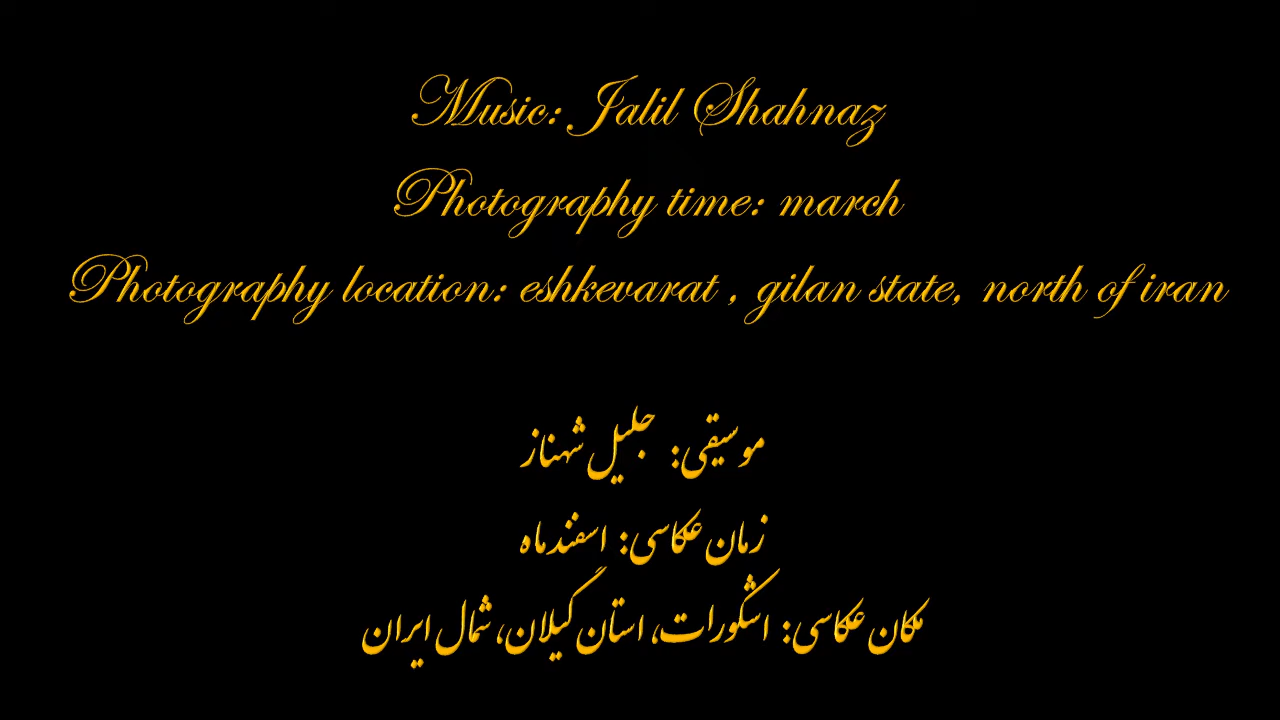 Music: Jalil Shahnaz
Photography time: march
Photography location: eshkevarat , gilan state, north of iran
موسیقی: جلیل شهناز
زمان عکاسی: اسفندماه
مکان عکاسی: اشکورات، استان گیلان، شمال ایران